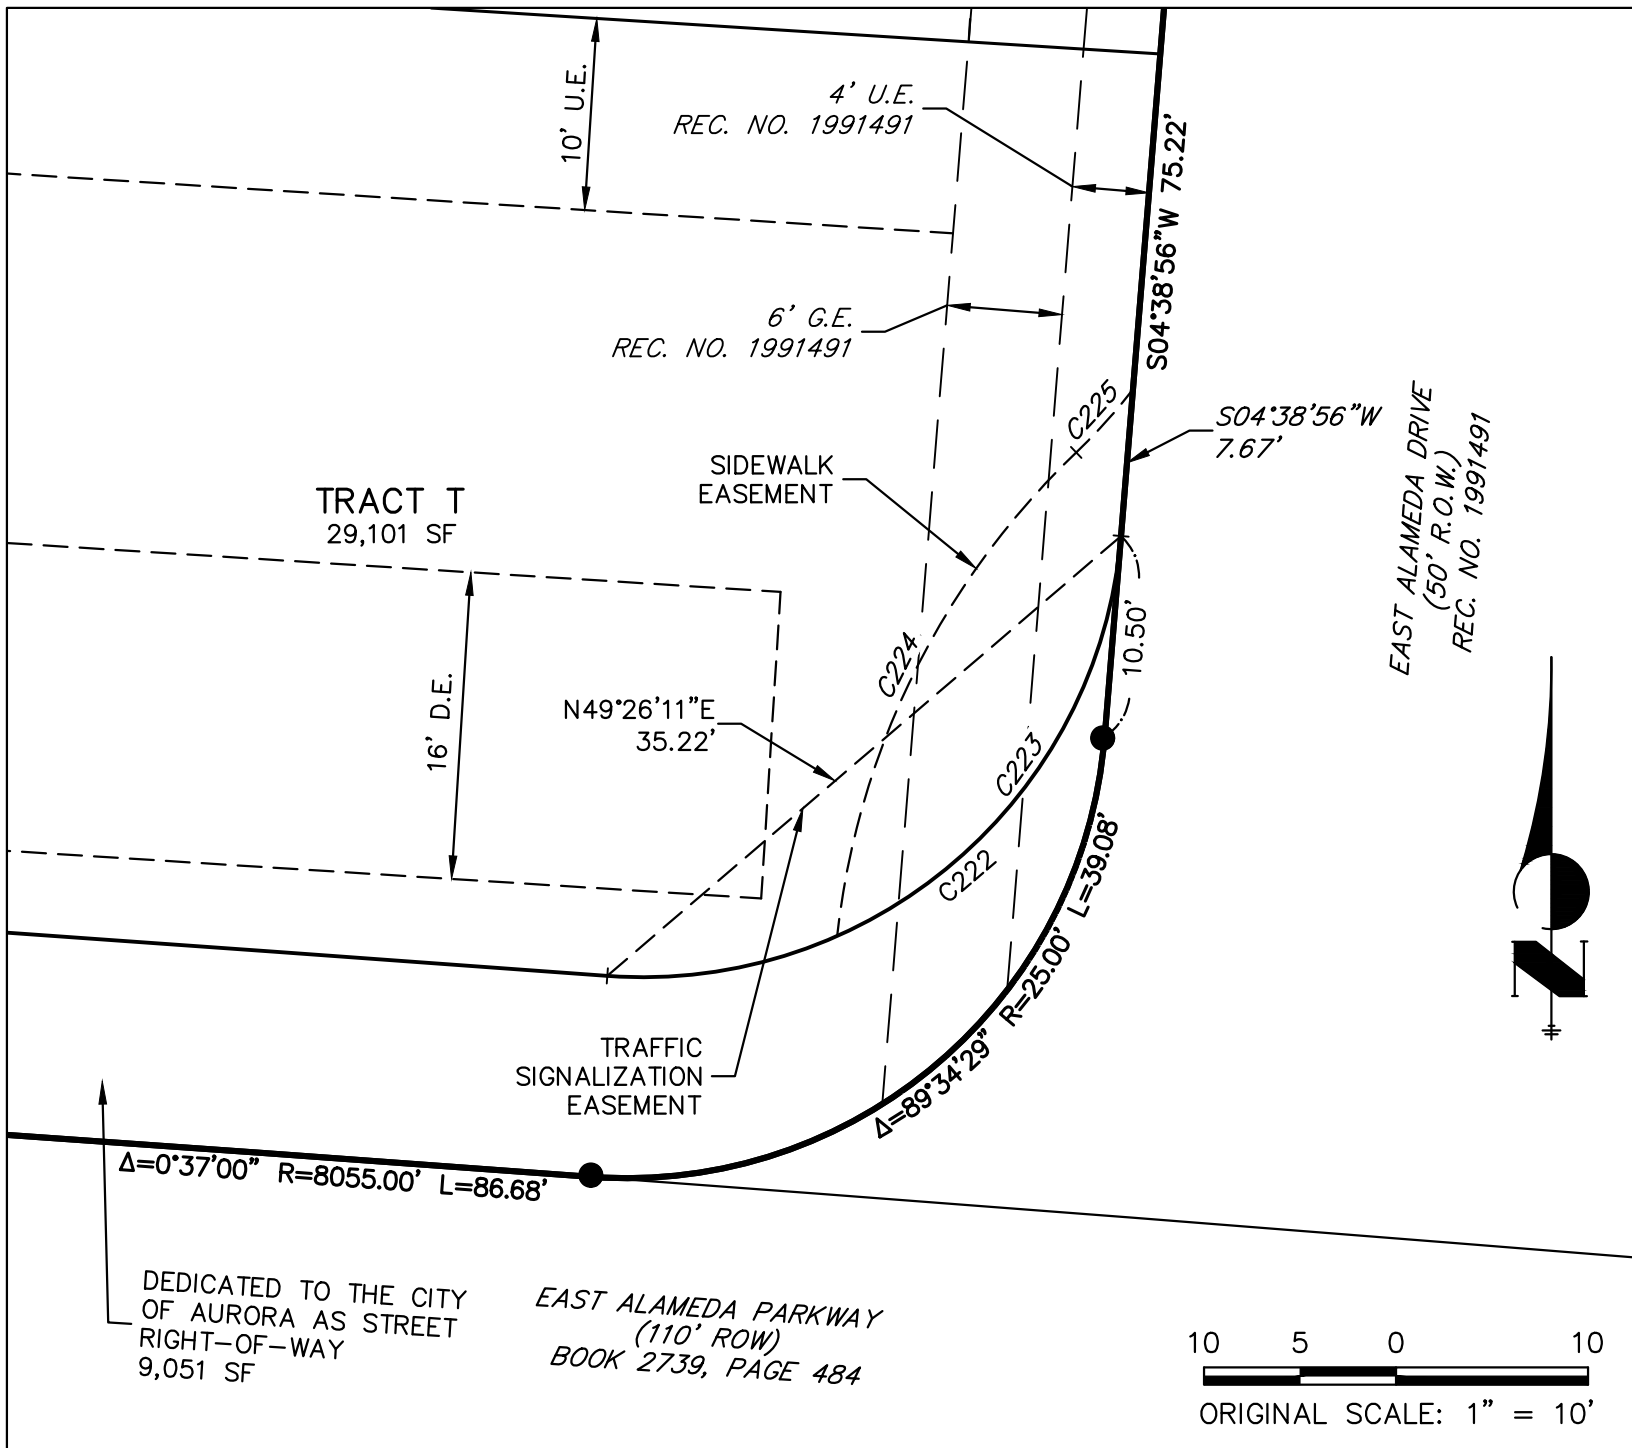 10' U.E.
4' U.E.
REC. NO. 1991491
S04°38'56"W 75.22'
6' G.E.
REC. NO. 1991491
C225
S04°38'56"W
7.67'
EAST ALAMEDA DRIVE
(50' R.O.W.)
REC. NO. 1991491
SIDEWALK
EASEMENT
TRACT T
29,101 SF
16' D.E.
C224
10.50'
N49°26'11"E
35.22'
C223
C222
Δ=89°34'29" R=25.00' L=39.08'
TRAFFIC
SIGNALIZATION
EASEMENT
N
Δ=0°37'00" R=8055.00' L=86.68'
DEDICATED TO THE CITY
OF AURORA AS STREET
RIGHT-OF-WAY
9,051 SF
EAST ALAMEDA PARKWAY
(110' ROW)
BOOK 2739, PAGE 484
10 5 0 10
ORIGINAL SCALE: 1" = 10'